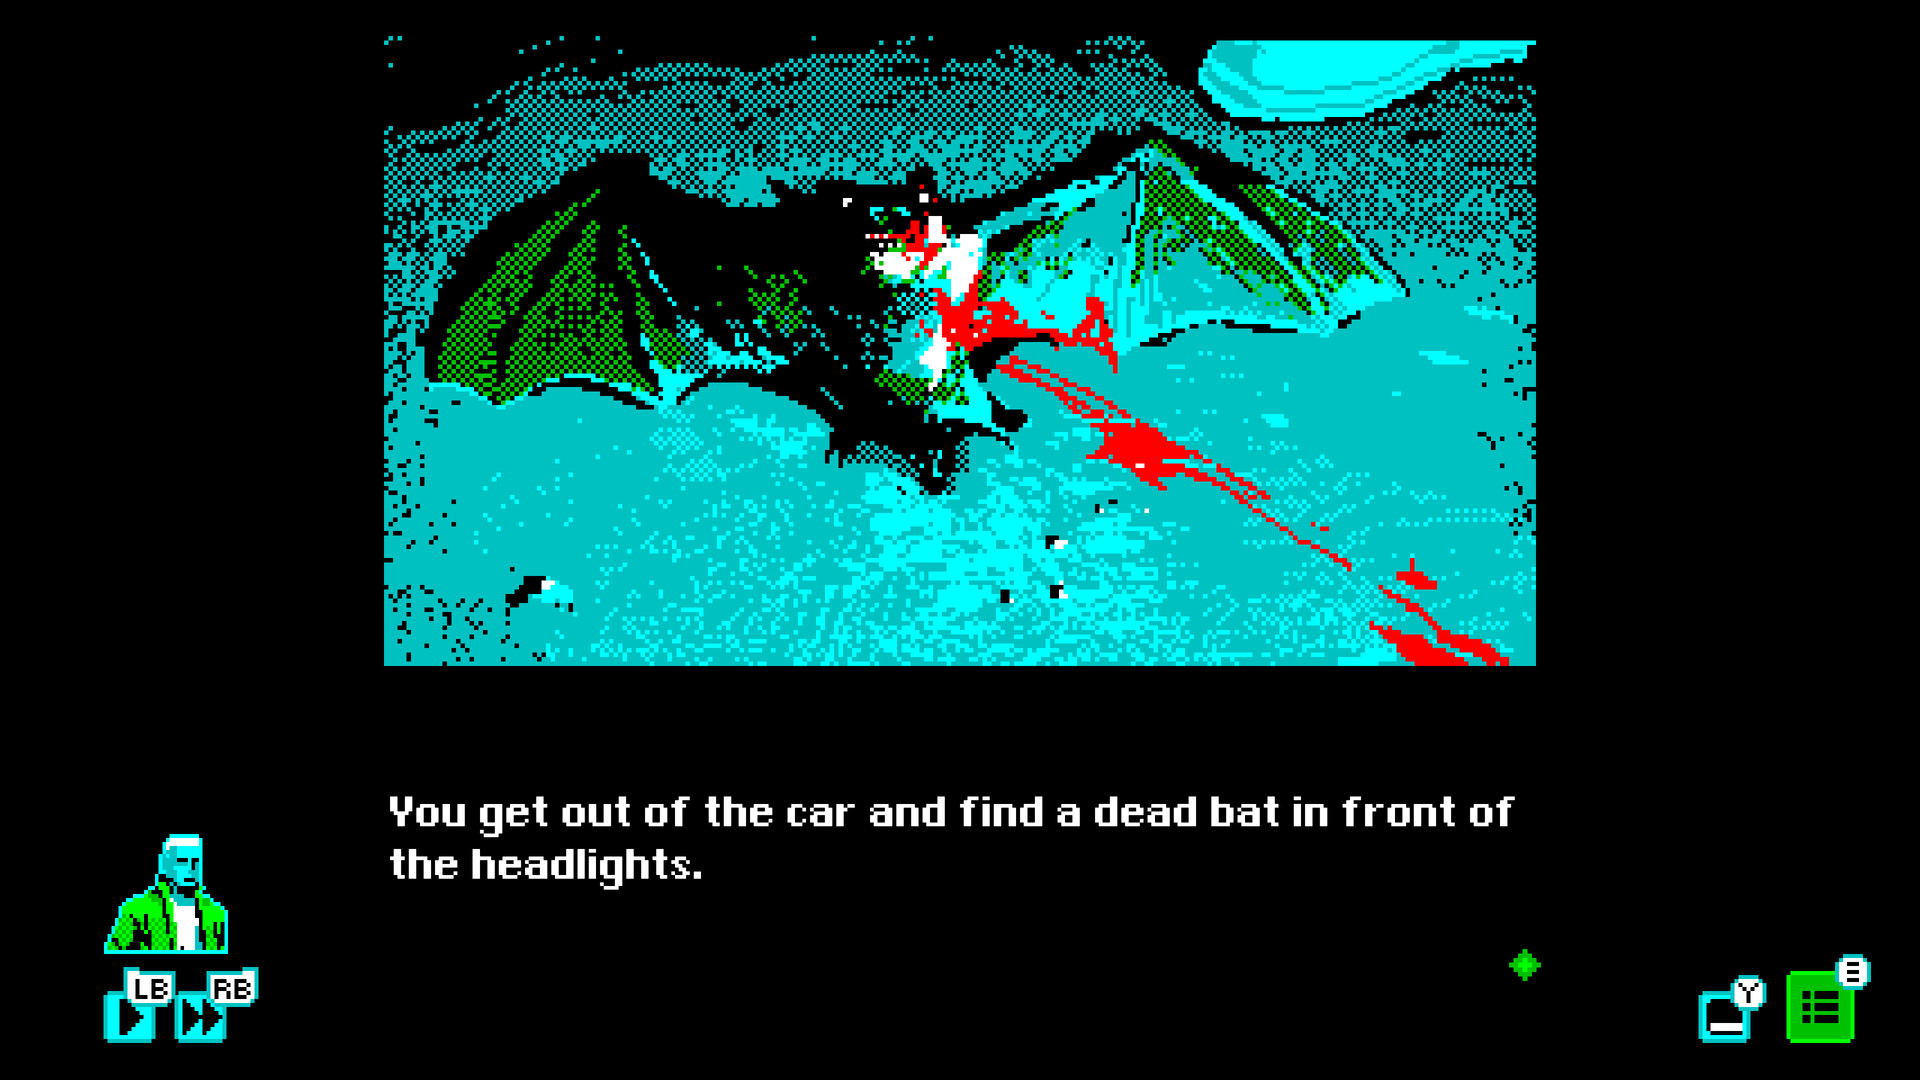 You get out of the car and find a dead bat in front of
the headlights.
LB RB
Y